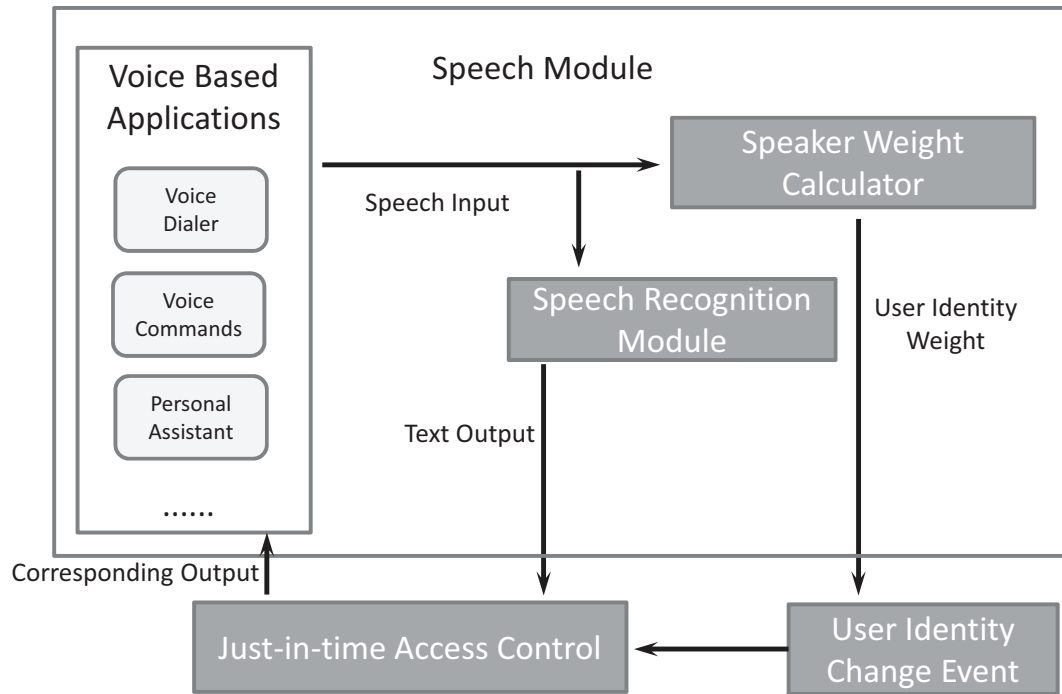 Speech Module
Voice Based
Applications
Voice
Dialer
Voice
Commands
Personal
Assistant
......
Speech Input
Speaker Weight
Calculator
Speech Recognition
Module
User Identity
Weight
Text Output
Corresponding Output
Just-in-time Access Control
User Identity
Change Event